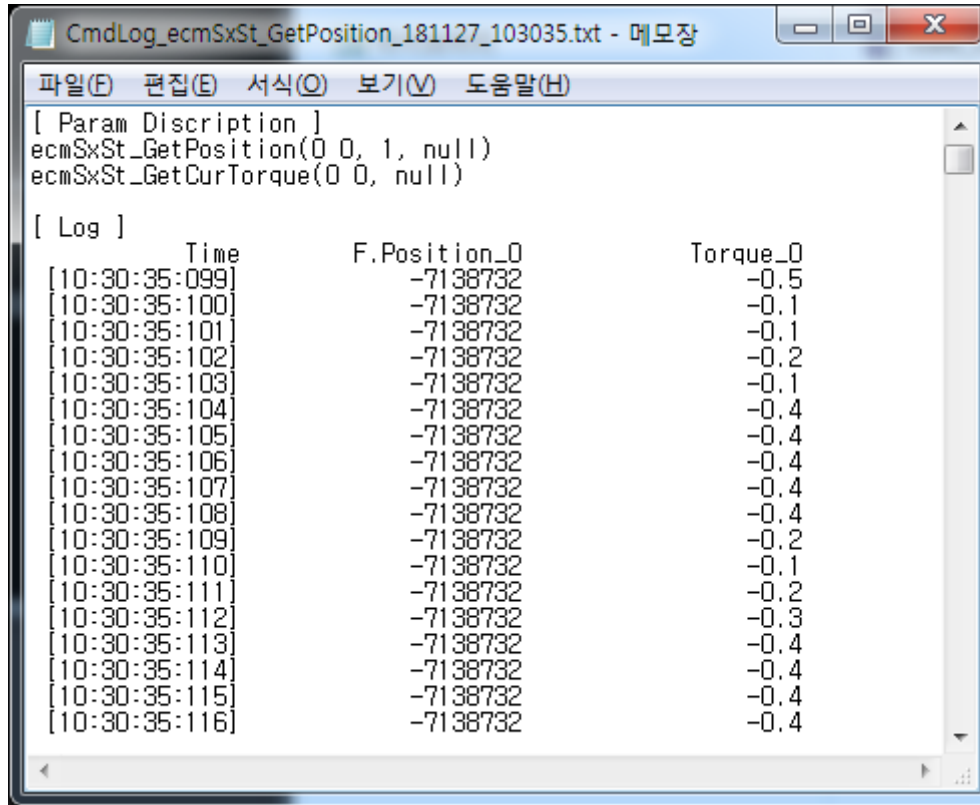 CmdLog_ecmSxSt_GetPosition_181127_103035.txt - 메모장
파일(F) 편집(E) 서식(O) 보기(V) 도움말(H)
[ Param Discription ]
ecmSxSt_GetPosition(0 0, 1, null)
ecmSxSt_GetCurTorque(0 0, null)
[ Log ]
Time F.Position_0 Torque_0
[10:30:35:099] -7138732 -0.5
[10:30:35:100] -7138732 -0.1
[10:30:35:101] -7138732 -0.1
[10:30:35:102] -7138732 -0.2
[10:30:35:103] -7138732 -0.1
[10:30:35:104] -7138732 -0.4
[10:30:35:105] -7138732 -0.4
[10:30:35:106] -7138732 -0.4
[10:30:35:107] -7138732 -0.4
[10:30:35:108] -7138732 -0.4
[10:30:35:109] -7138732 -0.2
[10:30:35:110] -7138732 -0.1
[10:30:35:111] -7138732 -0.2
[10:30:35:112] -7138732 -0.3
[10:30:35:113] -7138732 -0.4
[10:30:35:114] -7138732 -0.4
[10:30:35:115] -7138732 -0.4
[10:30:35:116] -7138732 -0.4